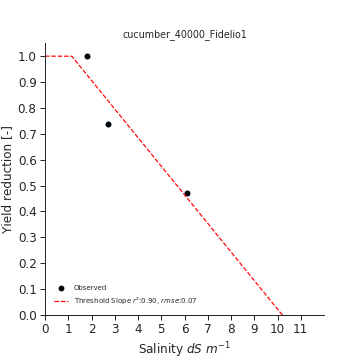 cucumber_40000_Fidelio1
1.0
0.9
0.8
0.7
0.6
0.5
0.4
0.3
0.2
0.1
0.0
Yield reduction [-]
Observed
Threshold Slope r²:0.90, rmse:0.07
0 1 2 3 4 5 6 7 8 9 10 11
Salinity dS m⁻¹